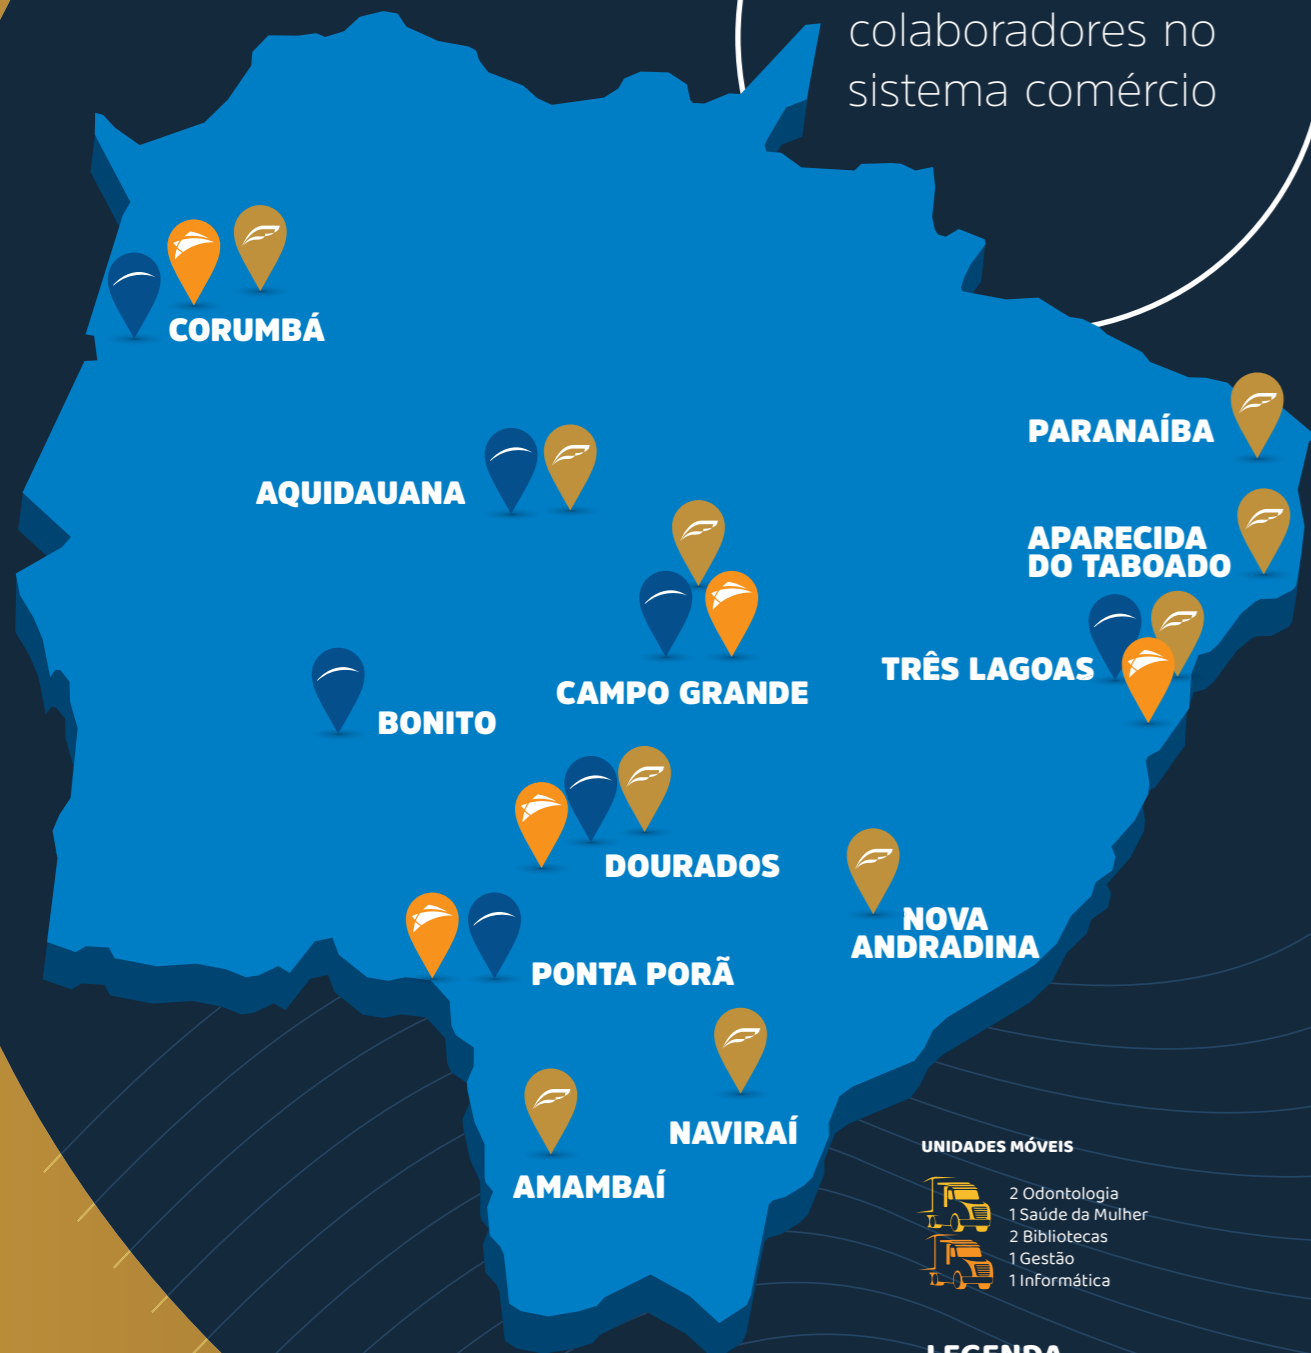 colaboradores no
sistema comércio
CORUMBÁ
PARANAÍBA
AQUIDAUANA
APARECIDA
DO TABOADO
TRÊS LAGOAS
CAMPO GRANDE
BONITO
DOURADOS
NOVA
ANDRADINA
PONTA PORÃ
NAVIRAÍ
AMAMBAÍ
UNIDADES MÓVEIS
2 Odontologia
1 Saúde da Mulher
2 Bibliotecas
1 Gestão
1 Informática
LEGENDA